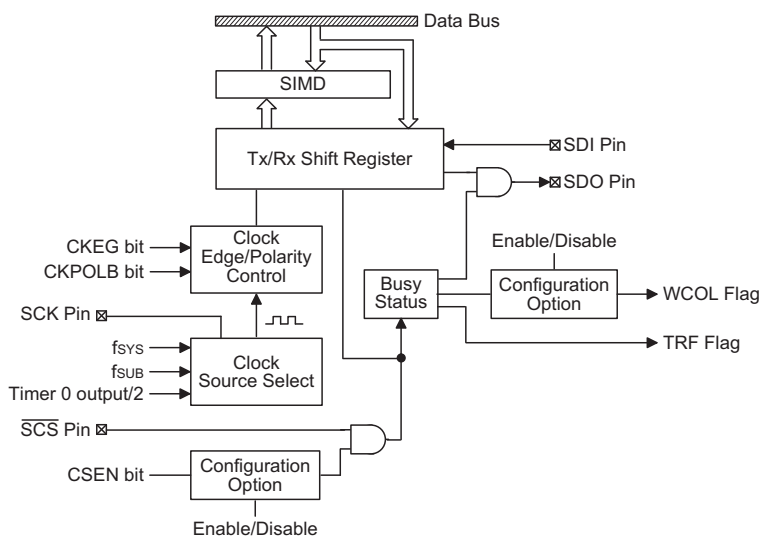 Data Bus
SIMD
Tx/Rx Shift Register
SDI Pin
SDO Pin
CKEG bit
CKPOLB bit
Clock
Edge/Polarity
Control
Enable/Disable
Busy
Status
Configuration
Option
WCOL Flag
TRF Flag
SCK Pin
fSYS
fSUB
Timer 0 output/2
Clock
Source Select
SCS Pin
CSEN bit
Configuration
Option
Enable/Disable